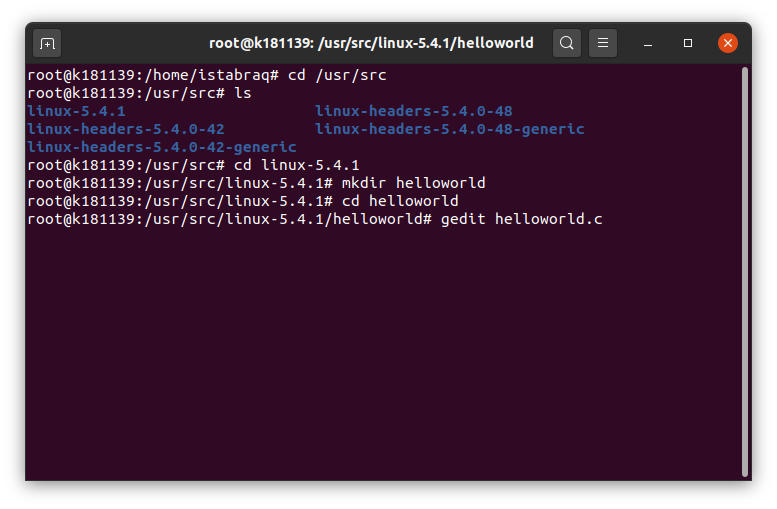 root@k181139: /usr/src/linux-5.4.1/helloworld
root@k181139:/home/istabraq# cd /usr/src
root@k181139:/usr/src# ls
linux-5.4.1 linux-headers-5.4.0-48
linux-headers-5.4.0-42 linux-headers-5.4.0-48-generic
linux-headers-5.4.0-42-generic
root@k181139:/usr/src# cd linux-5.4.1
root@k181139:/usr/src/linux-5.4.1# mkdir helloworld
root@k181139:/usr/src/linux-5.4.1# cd helloworld
root@k181139:/usr/src/linux-5.4.1/helloworld# gedit helloworld.c